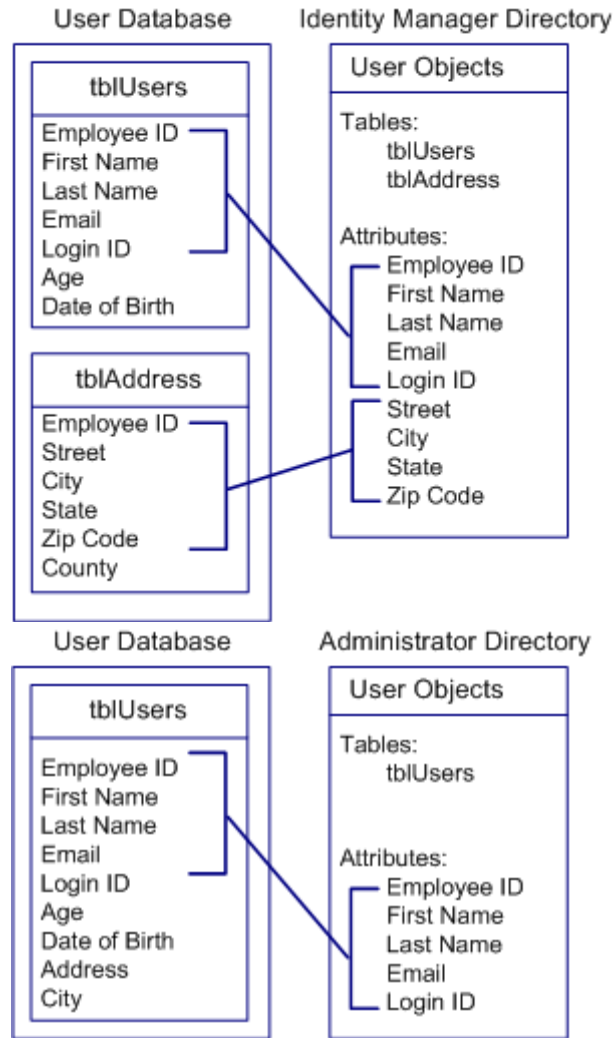 User Database
tblUsers
Employee ID
First Name
Last Name
Email
Login ID
Age
Date of Birth
tblAddress
Employee ID
Street
City
State
Zip Code
County
Identity Manager Directory
User Objects
Tables:
tblUsers
tblAddress
Attributes:
Employee ID
First Name
Last Name
Email
Login ID
Street
City
State
Zip Code
User Database
tblUsers
Employee ID
First Name
Last Name
Email
Login ID
Age
Date of Birth
Address
City
Administrator Directory
User Objects
Tables:
tblUsers
Attributes:
Employee ID
First Name
Last Name
Email
Login ID